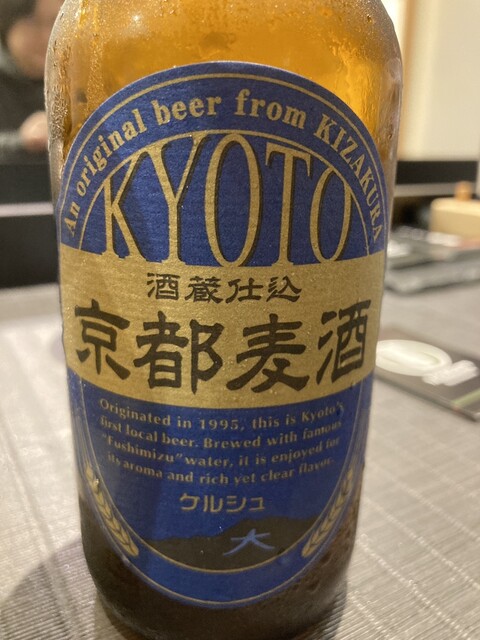 An original beer from KIZAKURA
KYOTO
酒蔵仕込
京都麦酒
Originated in 1995, this is Kyoto's
first local beer. Brewed with famous
"Fushimizu" water, it is enjoyed for
its aroma and rich yet clear flavor.
ケルシュ
大